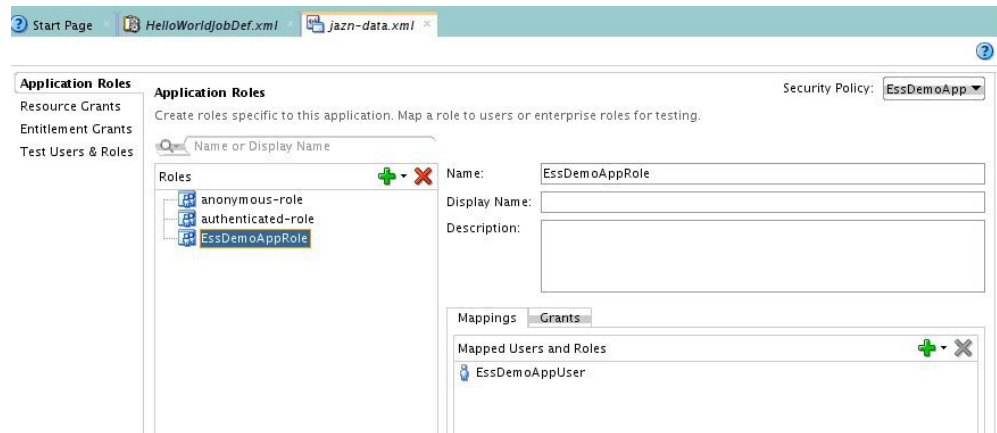 Start Page HelloWorldJobDef.xml jazn-data.xml
Application Roles
Resource Grants
Entitlement Grants
Test Users & Roles
Application Roles
Security Policy: EssDemoApp
Create roles specific to this application. Map a role to users or enterprise roles for testing.
Name or Display Name
Roles
anonymous-role
authenticated-role
EssDemoAppRole
Name: EssDemoAppRole
Display Name:
Description:
Mappings Grants
Mapped Users and Roles
EssDemoAppUser